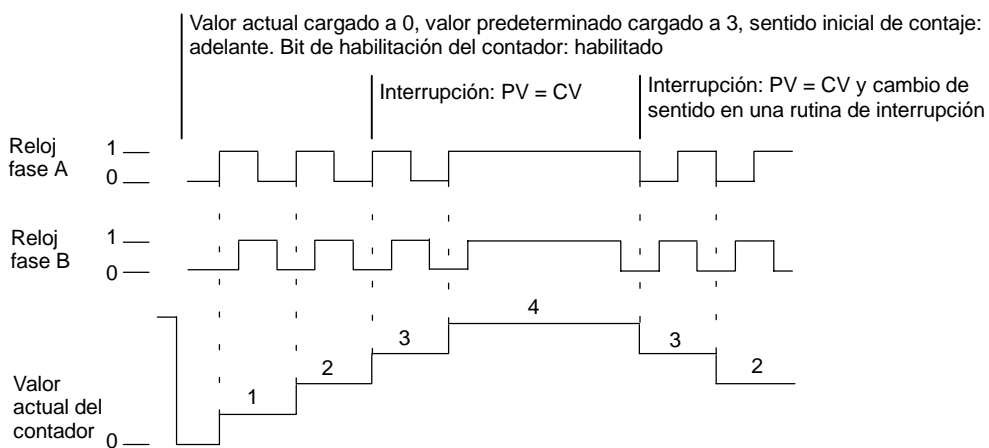 Valor actual cargado a 0, valor predeterminado cargado a 3, sentido inicial de contaje:
adelante. Bit de habilitación del contador: habilitado
Interrupción: PV = CV
Interrupción: PV = CV y cambio de
sentido en una rutina de interrupción
Reloj
fase A
1
0
Reloj
fase B
1
0
4
3
3
2
2
1
Valor
actual del
contador
0